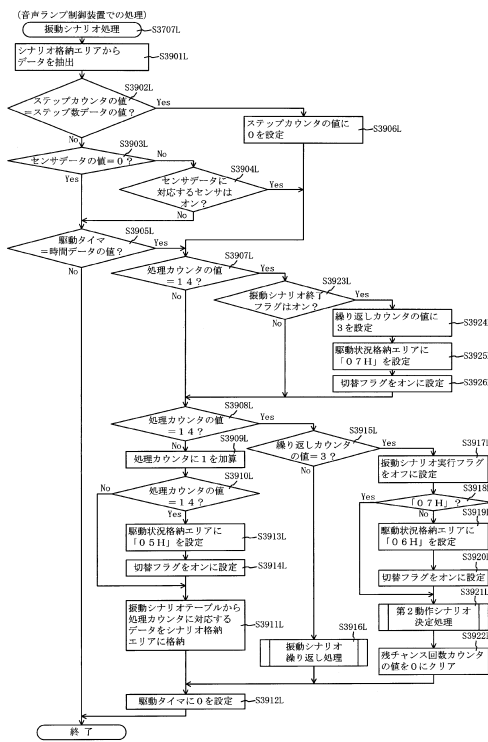 (音声ランプ制御装置での処理)
振動シナリオ処理
S3707L
シナリオ格納エリアから
データを抽出
S3901L
S3902L
ステップカウンタの値
=ステップ数データの値?
Yes
No
ステップカウンタの値に
0を設定
S3906L
S3903L
センサデータの値=0?
No
Yes
S3904L
センサデータに
対応するセンサは
オン?
Yes
No
S3905L
駆動タイマ
=時間データの値?
Yes
No
S3907L
処理カウンタの値
=14?
Yes
No
S3923L
振動シナリオ終了
フラグはオン?
Yes
No
繰り返しカウンタの値に
3を設定
S3924
駆動状況格納エリアに
「07H」を設定
S3925
切替フラグをオンに設定
S3926
S3908L
処理カウンタの値
=14?
Yes
No
S3909L
処理カウンタに1を加算
S3910L
処理カウンタの値
=14?
No
Yes
駆動状況格納エリアに
「05H」を設定
S3913L
切替フラグをオンに設定
S3914L
振動シナリオテーブルから
処理カウンタに対応する
データをシナリオ格納
エリアに格納
S3911L
S3915L
繰り返しカウンタ
の値=3?
Yes
No
S3916L
振動シナリオ
繰り返し処理
S3917
振動シナリオ実行フラグ
をオフに設定
S3918
「07H」?
Yes
No
S3919
駆動状況格納エリアに
「06H」を設定
S3920
切替フラグをオンに設定
S3921L
第2動作シナリオ
決定処理
S3922
残チャンス回数カウンタ
の値を0にクリア
駆動タイマに0を設定
S3912L
終了